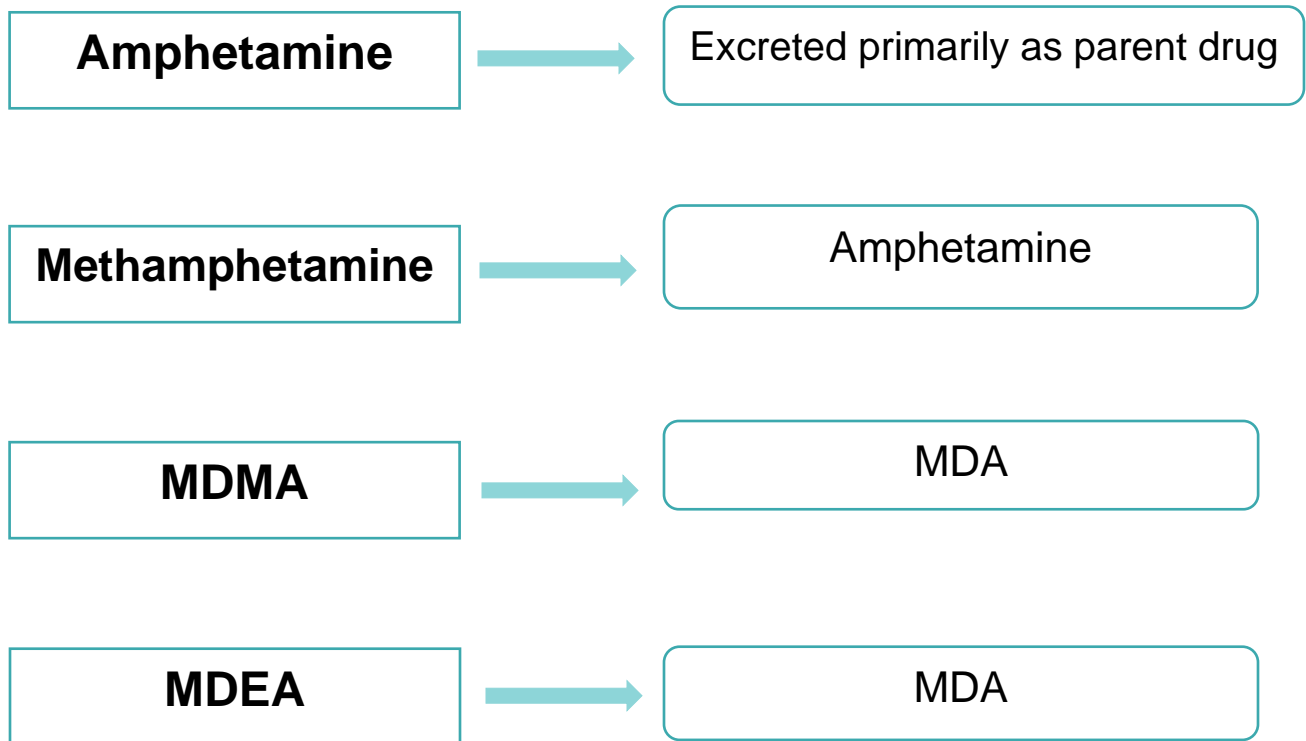 Amphetamine
Excreted primarily as parent drug
Methamphetamine
Amphetamine
MDMA
MDA
MDEA
MDA